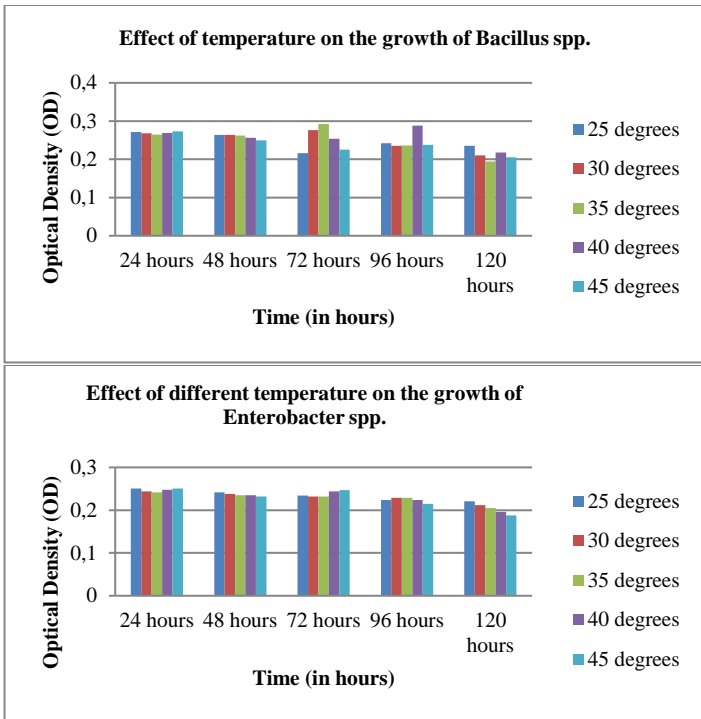 Effect of temperature on the growth of Bacillus spp.
Optical Density (OD)
0,4
0,3
0,2
0,1
0
24 hours 48 hours 72 hours 96 hours 120
hours
Time (in hours)
25 degrees
30 degrees
35 degrees
40 degrees
45 degrees
Effect of different temperature on the growth of
Enterobacter spp.
Optical Density (OD)
0,3
0,2
0,1
0
24 hours 48 hours 72 hours 96 hours 120
hours
Time (in hours)
25 degrees
30 degrees
35 degrees
40 degrees
45 degrees